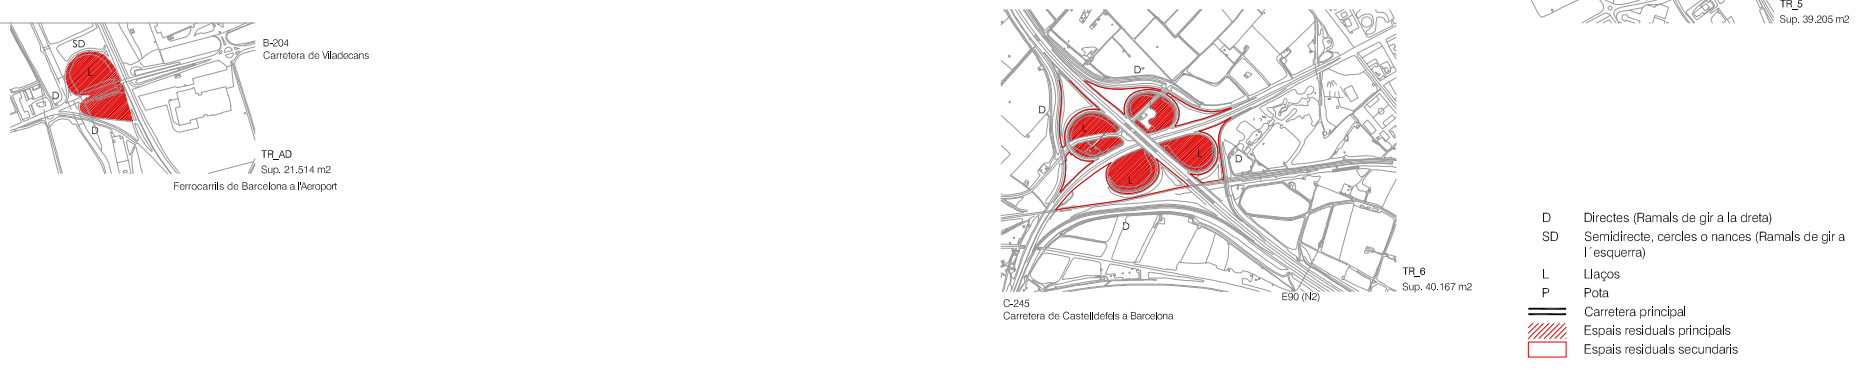 SD
L
D
D
B-204
Carretera de Viladecans
TR_AD
Sup. 21.514 m2
Ferrocarrils de Barcelona a l'Aeroport
D
D
L
L
L
D
D
TR_6
Sup. 40.167 m2
E90 (N2)
C-245
Carretera de Castelldefels a Barcelona
TR_5
Sup. 39.205 m2
D Directes (Ramals de gir a la dreta)
SD Semidirecte, cercles o nances (Ramals de gir a
l´esquerra)
L Llaços
P Pota
Carretera principal
Espais residuals principals
Espais residuals secundaris